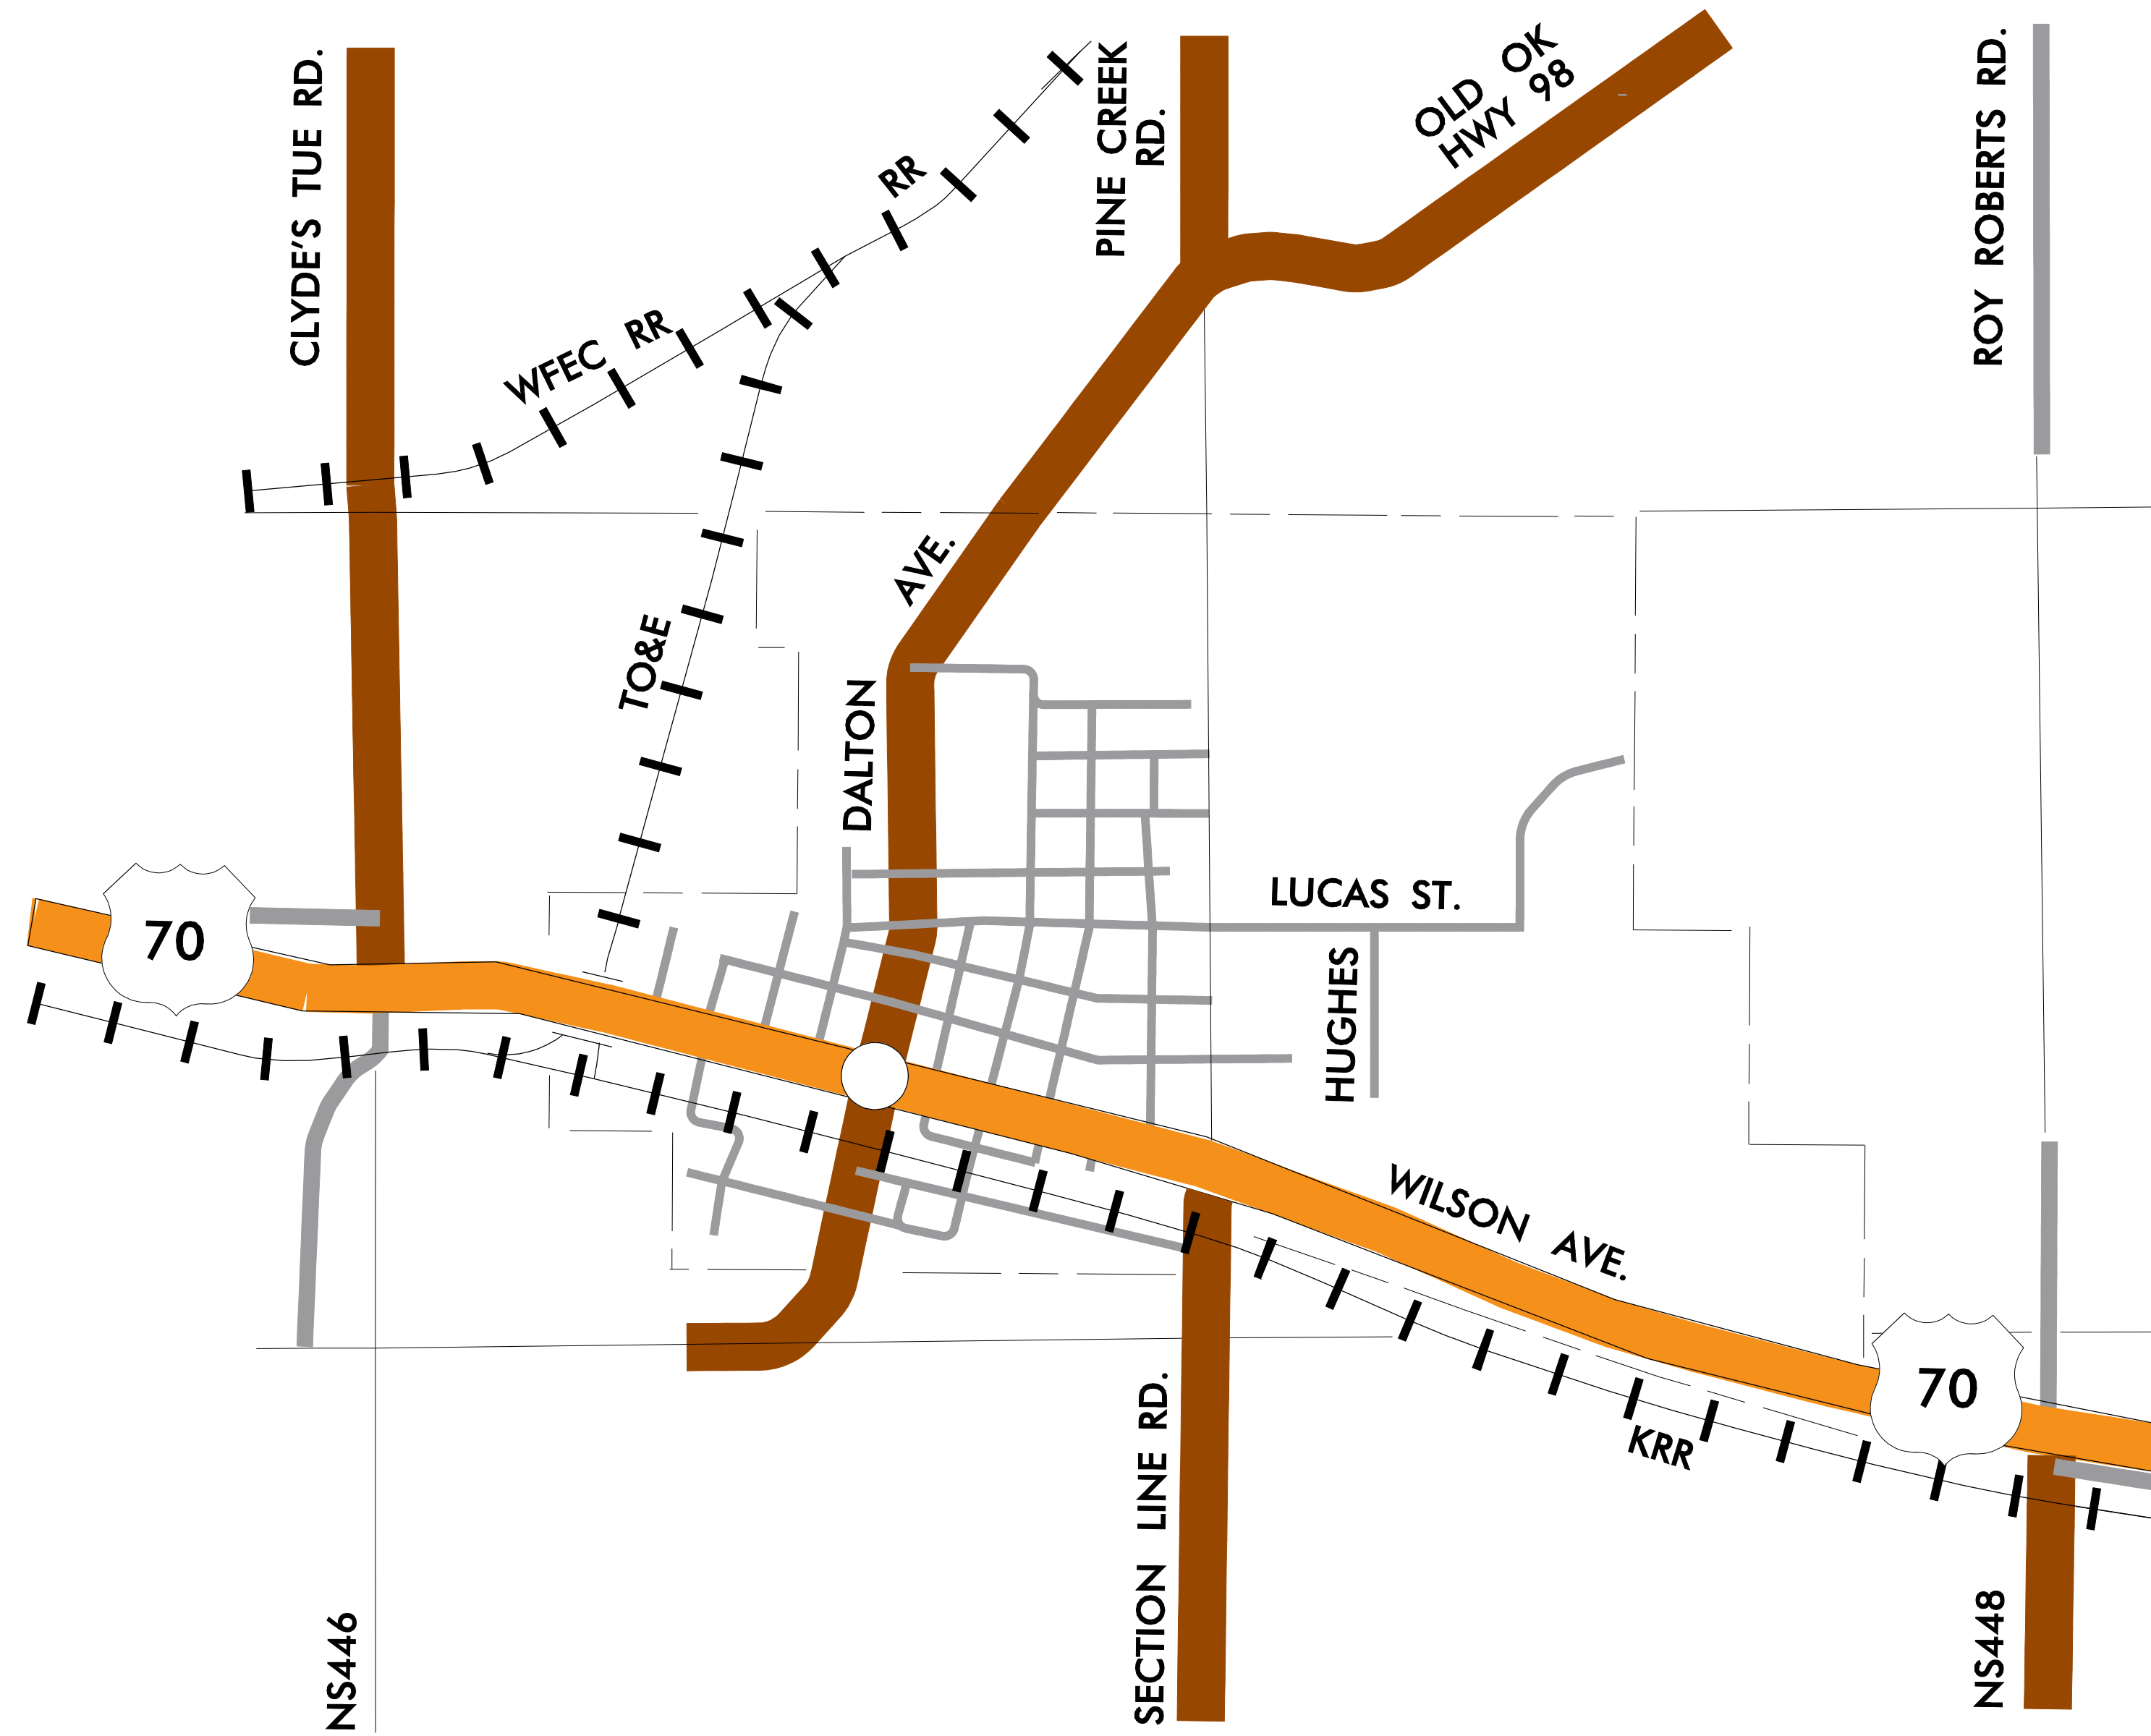 CLYDE'S TUE RD.
PINE CREEK
RD.
OLD OK
HWY 98
ROY ROBERTS RD.
RR
WFEC RR
AVE.
TO&E
DALTON
LUCAS ST.
70
HUGHES
WILSON AVE.
70
KRR
SECTION LINE RD.
NS446
NS448